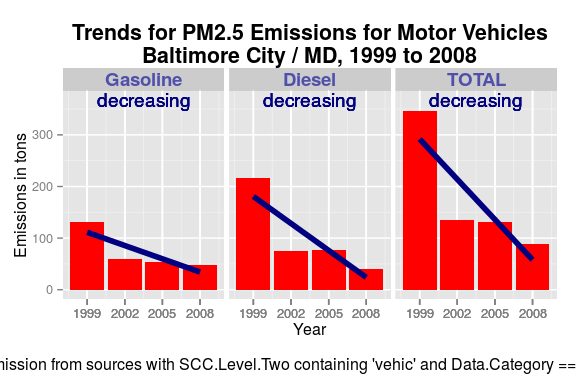 Trends for PM2.5 Emissions for Motor Vehicles
Baltimore City / MD, 1999 to 2008
Gasoline Diesel TOTAL
decreasing decreasing decreasing
Emissions in tons
300
200
100
0
1999 2002 2005 2008 1999 2002 2005 2008 1999 2002 2005 2008
Year
mission from sources with SCC.Level.Two containing 'vehic' and Data.Category ==